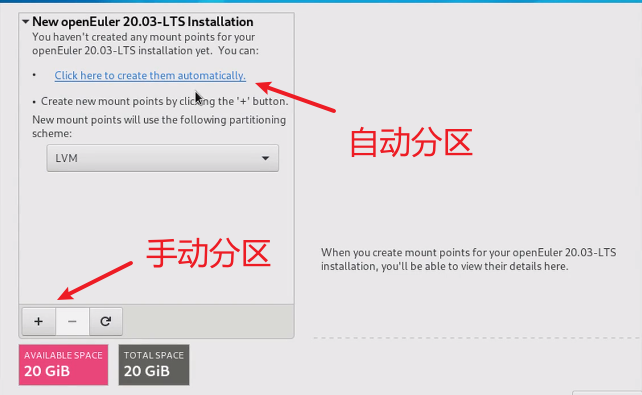 New openEuler 20.03-LTS Installation
You haven't created any mount points for your
openEuler 20.03-LTS installation yet. You can:
• Click here to create them automatically.
• Create new mount points by clicking the '+' button.
New mount points will use the following partitioning
scheme:
LVM
自动分区
手动分区
When you create mount points for your openEuler 20.03-LTS
installation, you'll be able to view their details here.
+ −
AVAILABLE SPACE
20 GiB
TOTAL SPACE
20 GiB